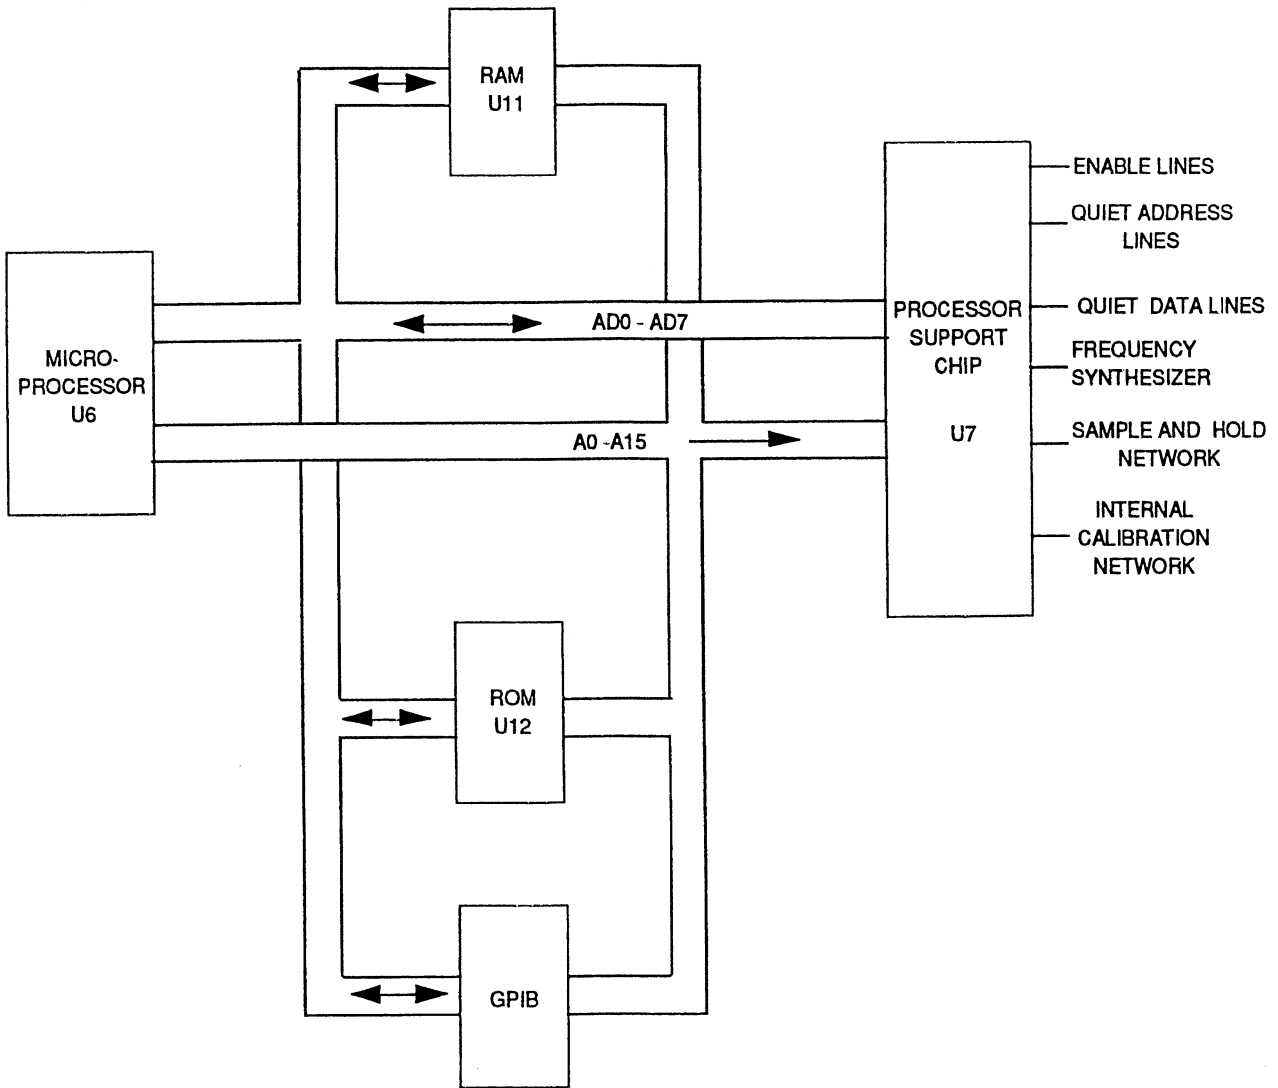 RAM
U11
ENABLE LINES
QUIET ADDRESS
LINES
QUIET DATA LINES
FREQUENCY
SYNTHESIZER
SAMPLE AND HOLD
NETWORK
INTERNAL
CALIBRATION
NETWORK
PROCESSOR
SUPPORT
CHIP
U7
AD0 - AD7
MICRO-
PROCESSOR
U6
A0 -A15
ROM
U12
GPIB